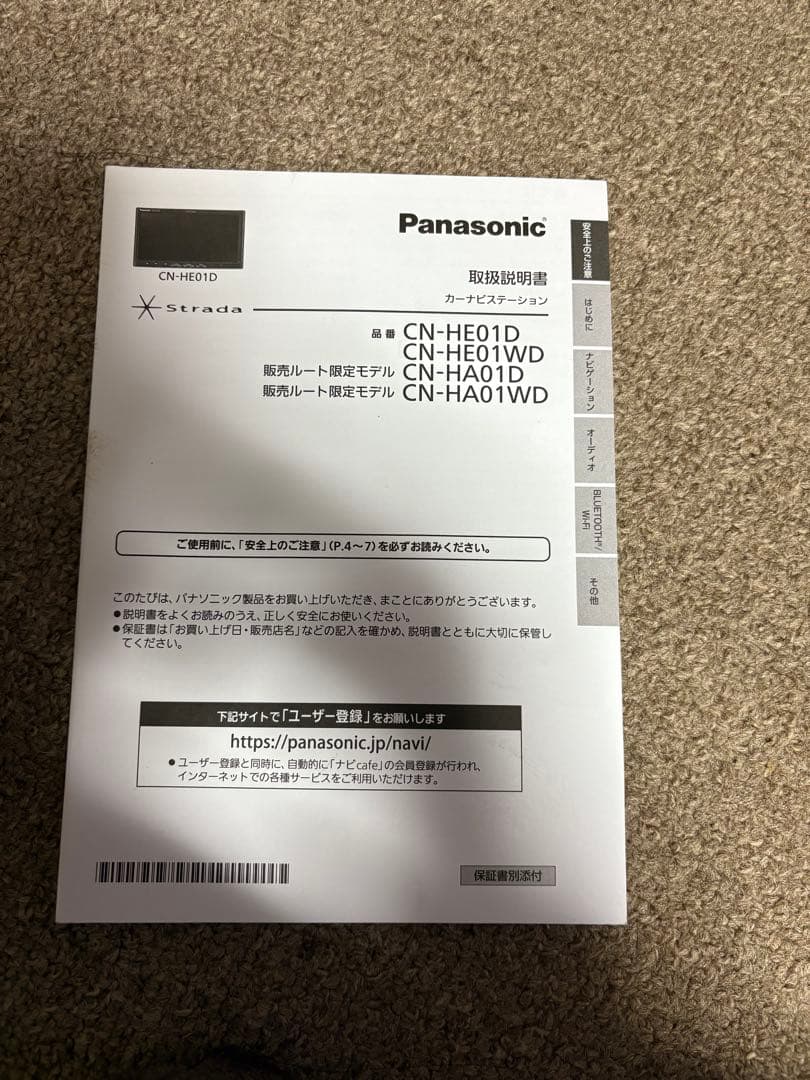 Panasonic
CN-HE01D
取扱説明書
カーナビステーション
Strada
品番 CN-HE01D
CN-HE01WD
販売ルート限定モデル CN-HA01D
販売ルート限定モデル CN-HA01WD
安全上のご注意
はじめに
ナビゲーション
オーディオ
BLUETOOTH®/
Wi-Fi
その他
ご使用前に、「安全上のご注意」(P.4～7)を必ずお読みください。
このたびは、パナソニック製品をお買い上げいただき、まことにありがとうございます。
●説明書をよくお読みのうえ、正しく安全にお使いください。
●保証書は「お買い上げ日・販売店名」などの記入を確かめ、説明書とともに大切に保管し
てください。
下記サイトで「ユーザー登録」をお願いします
https://panasonic.jp/navi/
●ユーザー登録と同時に、自動的に「ナビcafe」の会員登録が行われ、
インターネットでの各種サービスをご利用いただけます。
保証書別添付